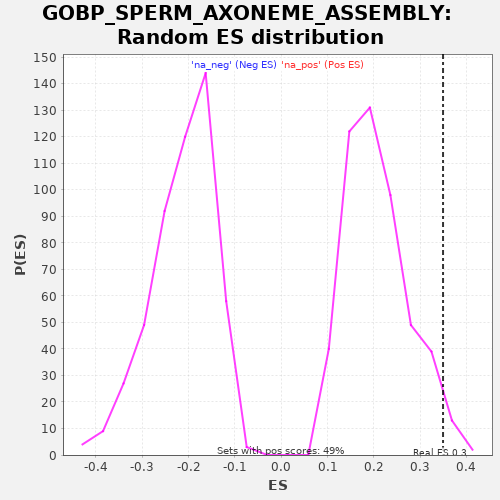 GOBP_SPERM_AXONEME_ASSEMBLY:
Random ES distribution
'na_neg' (Neg ES) 'na_pos' (Pos ES)
150
140
130
120
110
100
90
80
70
60
50
40
30
20
10
0
P(ES)
Sets with pos scores: 49%
Real ES 0.3
-0.4 -0.3 -0.2 -0.1 0.0 0.1 0.2 0.3 0.4
ES